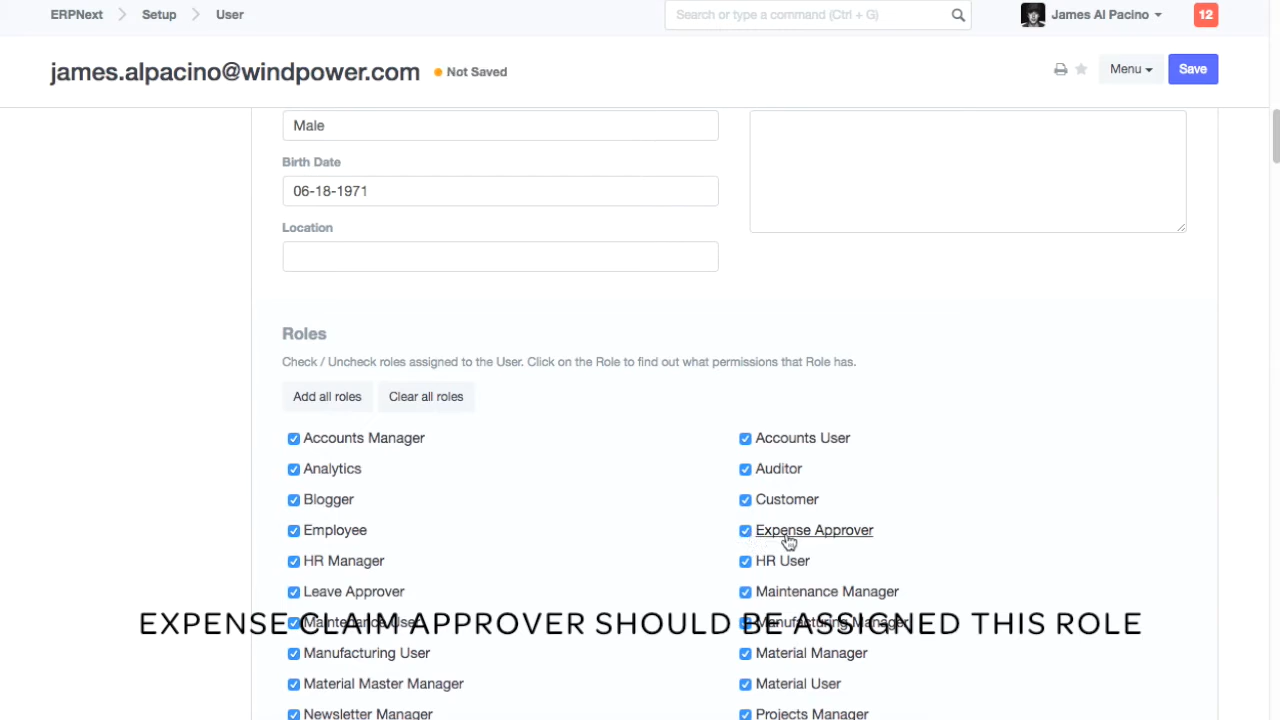 ERPNext > Setup > User
Search or type a command (Ctrl + G)
James Al Pacino
12
james.alpacino@windpower.com
Not Saved
Menu
Save
Male
Birth Date
06-18-1971
Location
Roles
Check / Uncheck roles assigned to the User. Click on the Role to find out what permissions that Role has.
Add all roles
Clear all roles
Accounts Manager
Accounts User
Analytics
Auditor
Blogger
Customer
Employee
Expense Approver
HR Manager
HR User
Leave Approver
Maintenance Manager
EXPENSE CLAIM APPROVER SHOULD BE ASSIGNED THIS ROLE
Maintenance User
Manufacturing Manager
Manufacturing User
Material Manager
Material Master Manager
Material User
Newsletter Manager
Projects Manager